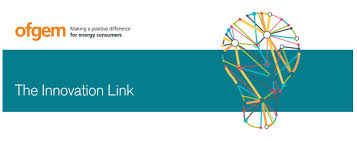 ofgem
Making a positive difference
for energy consumers
The Innovation Link